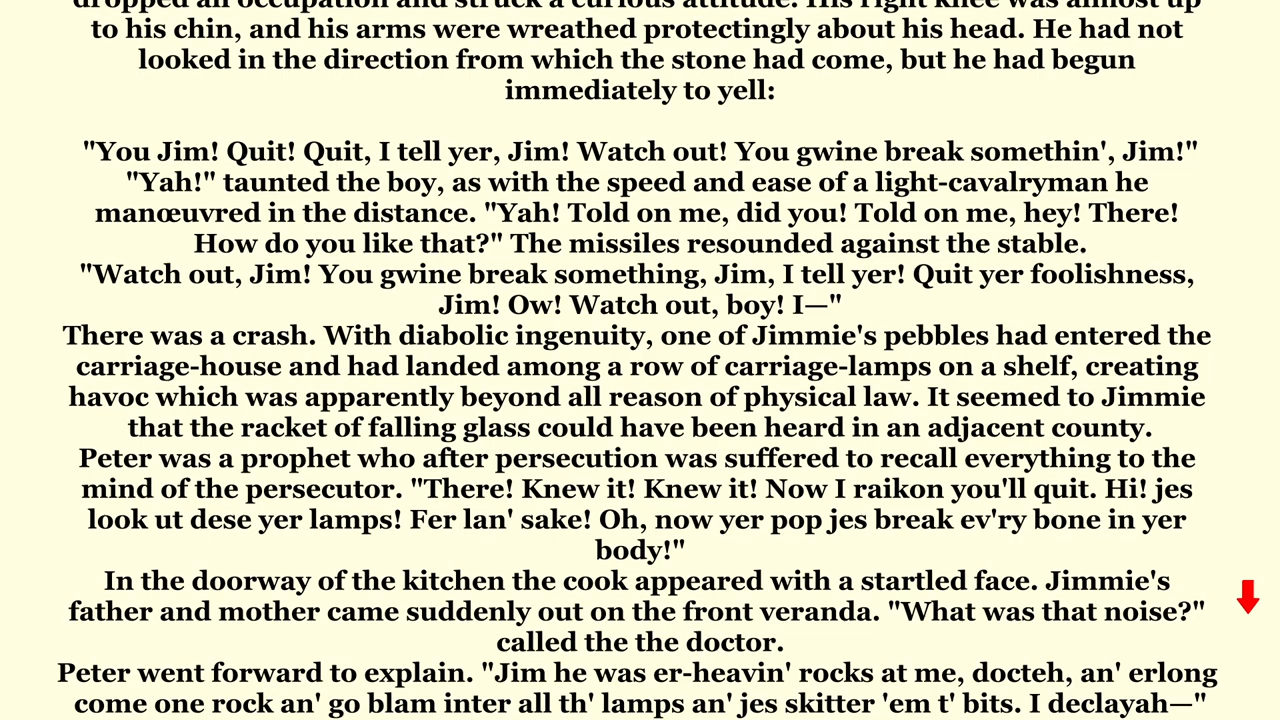 dropped an occupation and struck a curious attitude. His right knee was almost up
to his chin, and his arms were wreathed protectingly about his head. He had not
looked in the direction from which the stone had come, but he had begun
immediately to yell:
"You Jim! Quit! Quit, I tell yer, Jim! Watch out! You gwine break somethin', Jim!"
"Yah!" taunted the boy, as with the speed and ease of a light-cavalryman he
manœuvred in the distance. "Yah! Told on me, did you! Told on me, hey! There!
How do you like that?" The missiles resounded against the stable.
"Watch out, Jim! You gwine break something, Jim, I tell yer! Quit yer foolishness,
Jim! Ow! Watch out, boy! I—"
There was a crash. With diabolic ingenuity, one of Jimmie's pebbles had entered the
carriage-house and had landed among a row of carriage-lamps on a shelf, creating
havoc which was apparently beyond all reason of physical law. It seemed to Jimmie
that the racket of falling glass could have been heard in an adjacent county.
Peter was a prophet who after persecution was suffered to recall everything to the
mind of the persecutor. "There! Knew it! Knew it! Now I raikon you'll quit. Hi! jes
look ut dese yer lamps! Fer lan' sake! Oh, now yer pop jes break ev'ry bone in yer
body!"
In the doorway of the kitchen the cook appeared with a startled face. Jimmie's
father and mother came suddenly out on the front veranda. "What was that noise?"
called the the doctor.
Peter went forward to explain. "Jim he was er-heavin' rocks at me, docteh, an' erlong
come one rock an' go blam inter all th' lamps an' jes skitter 'em t' bits. I declayah—"